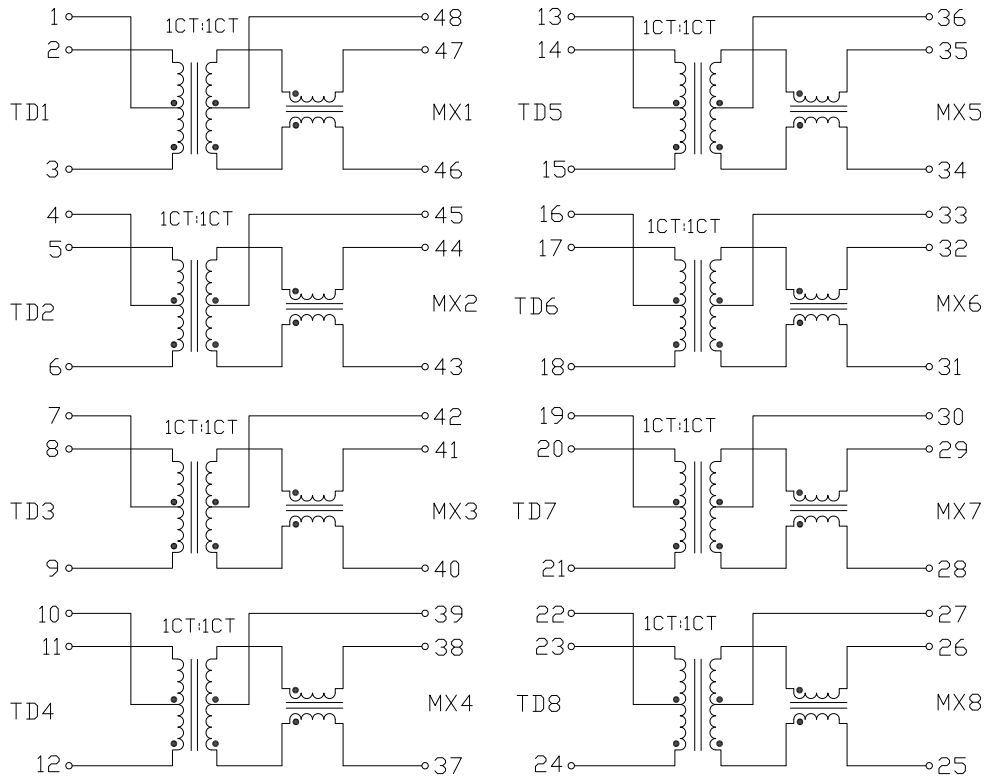 1 1CT:1CT 48 13 1CT:1CT 36
2 47 14 35
TD1 MX1 TD5 MX5
3 46 15 34
4 1CT:1CT 45 16 1CT:1CT 33
5 44 17 32
TD2 MX2 TD6 MX6
6 43 18 31
7 1CT:1CT 42 19 1CT:1CT 30
8 41 20 29
TD3 MX3 TD7 MX7
9 40 21 28
10 1CT:1CT 39 22 1CT:1CT 27
11 38 23 26
TD4 MX4 TD8 MX8
12 37 24 25